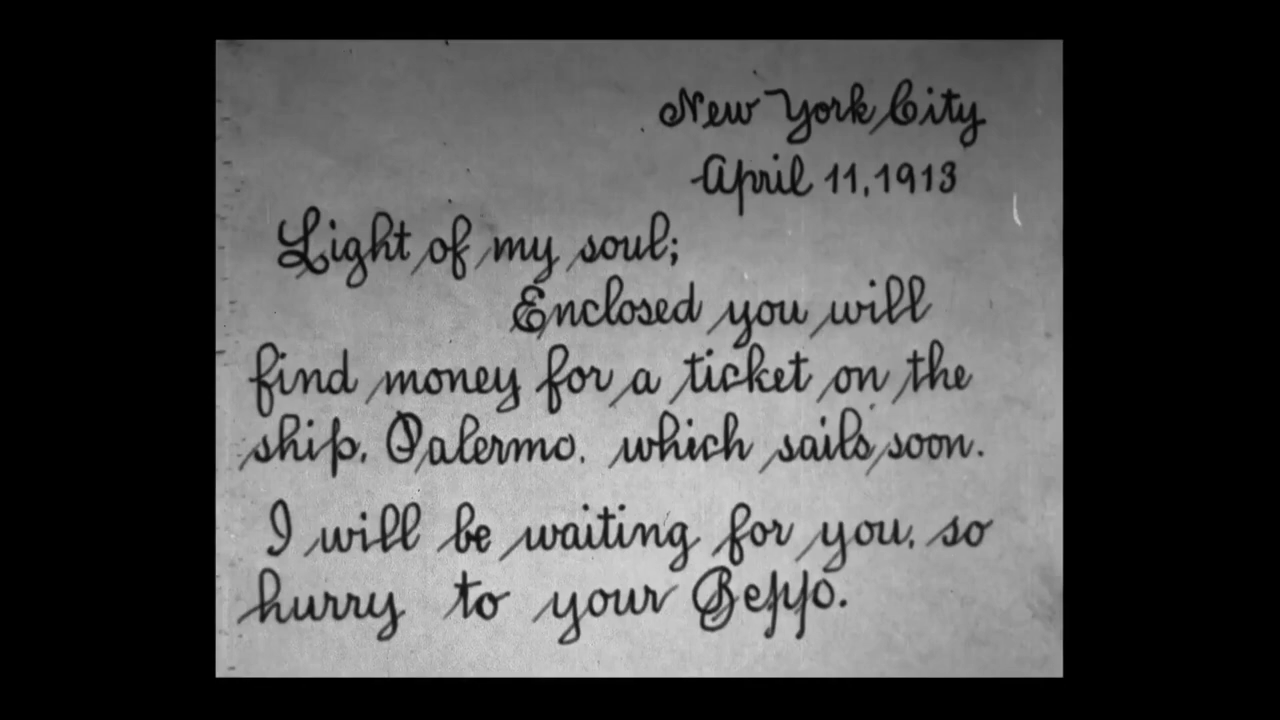 New York City
April 11, 1913
Light of my soul;
Enclosed you will
find money for a ticket on the
ship, Palermo, which sails soon.
I will be waiting for you, so
hurry to your Beppo.